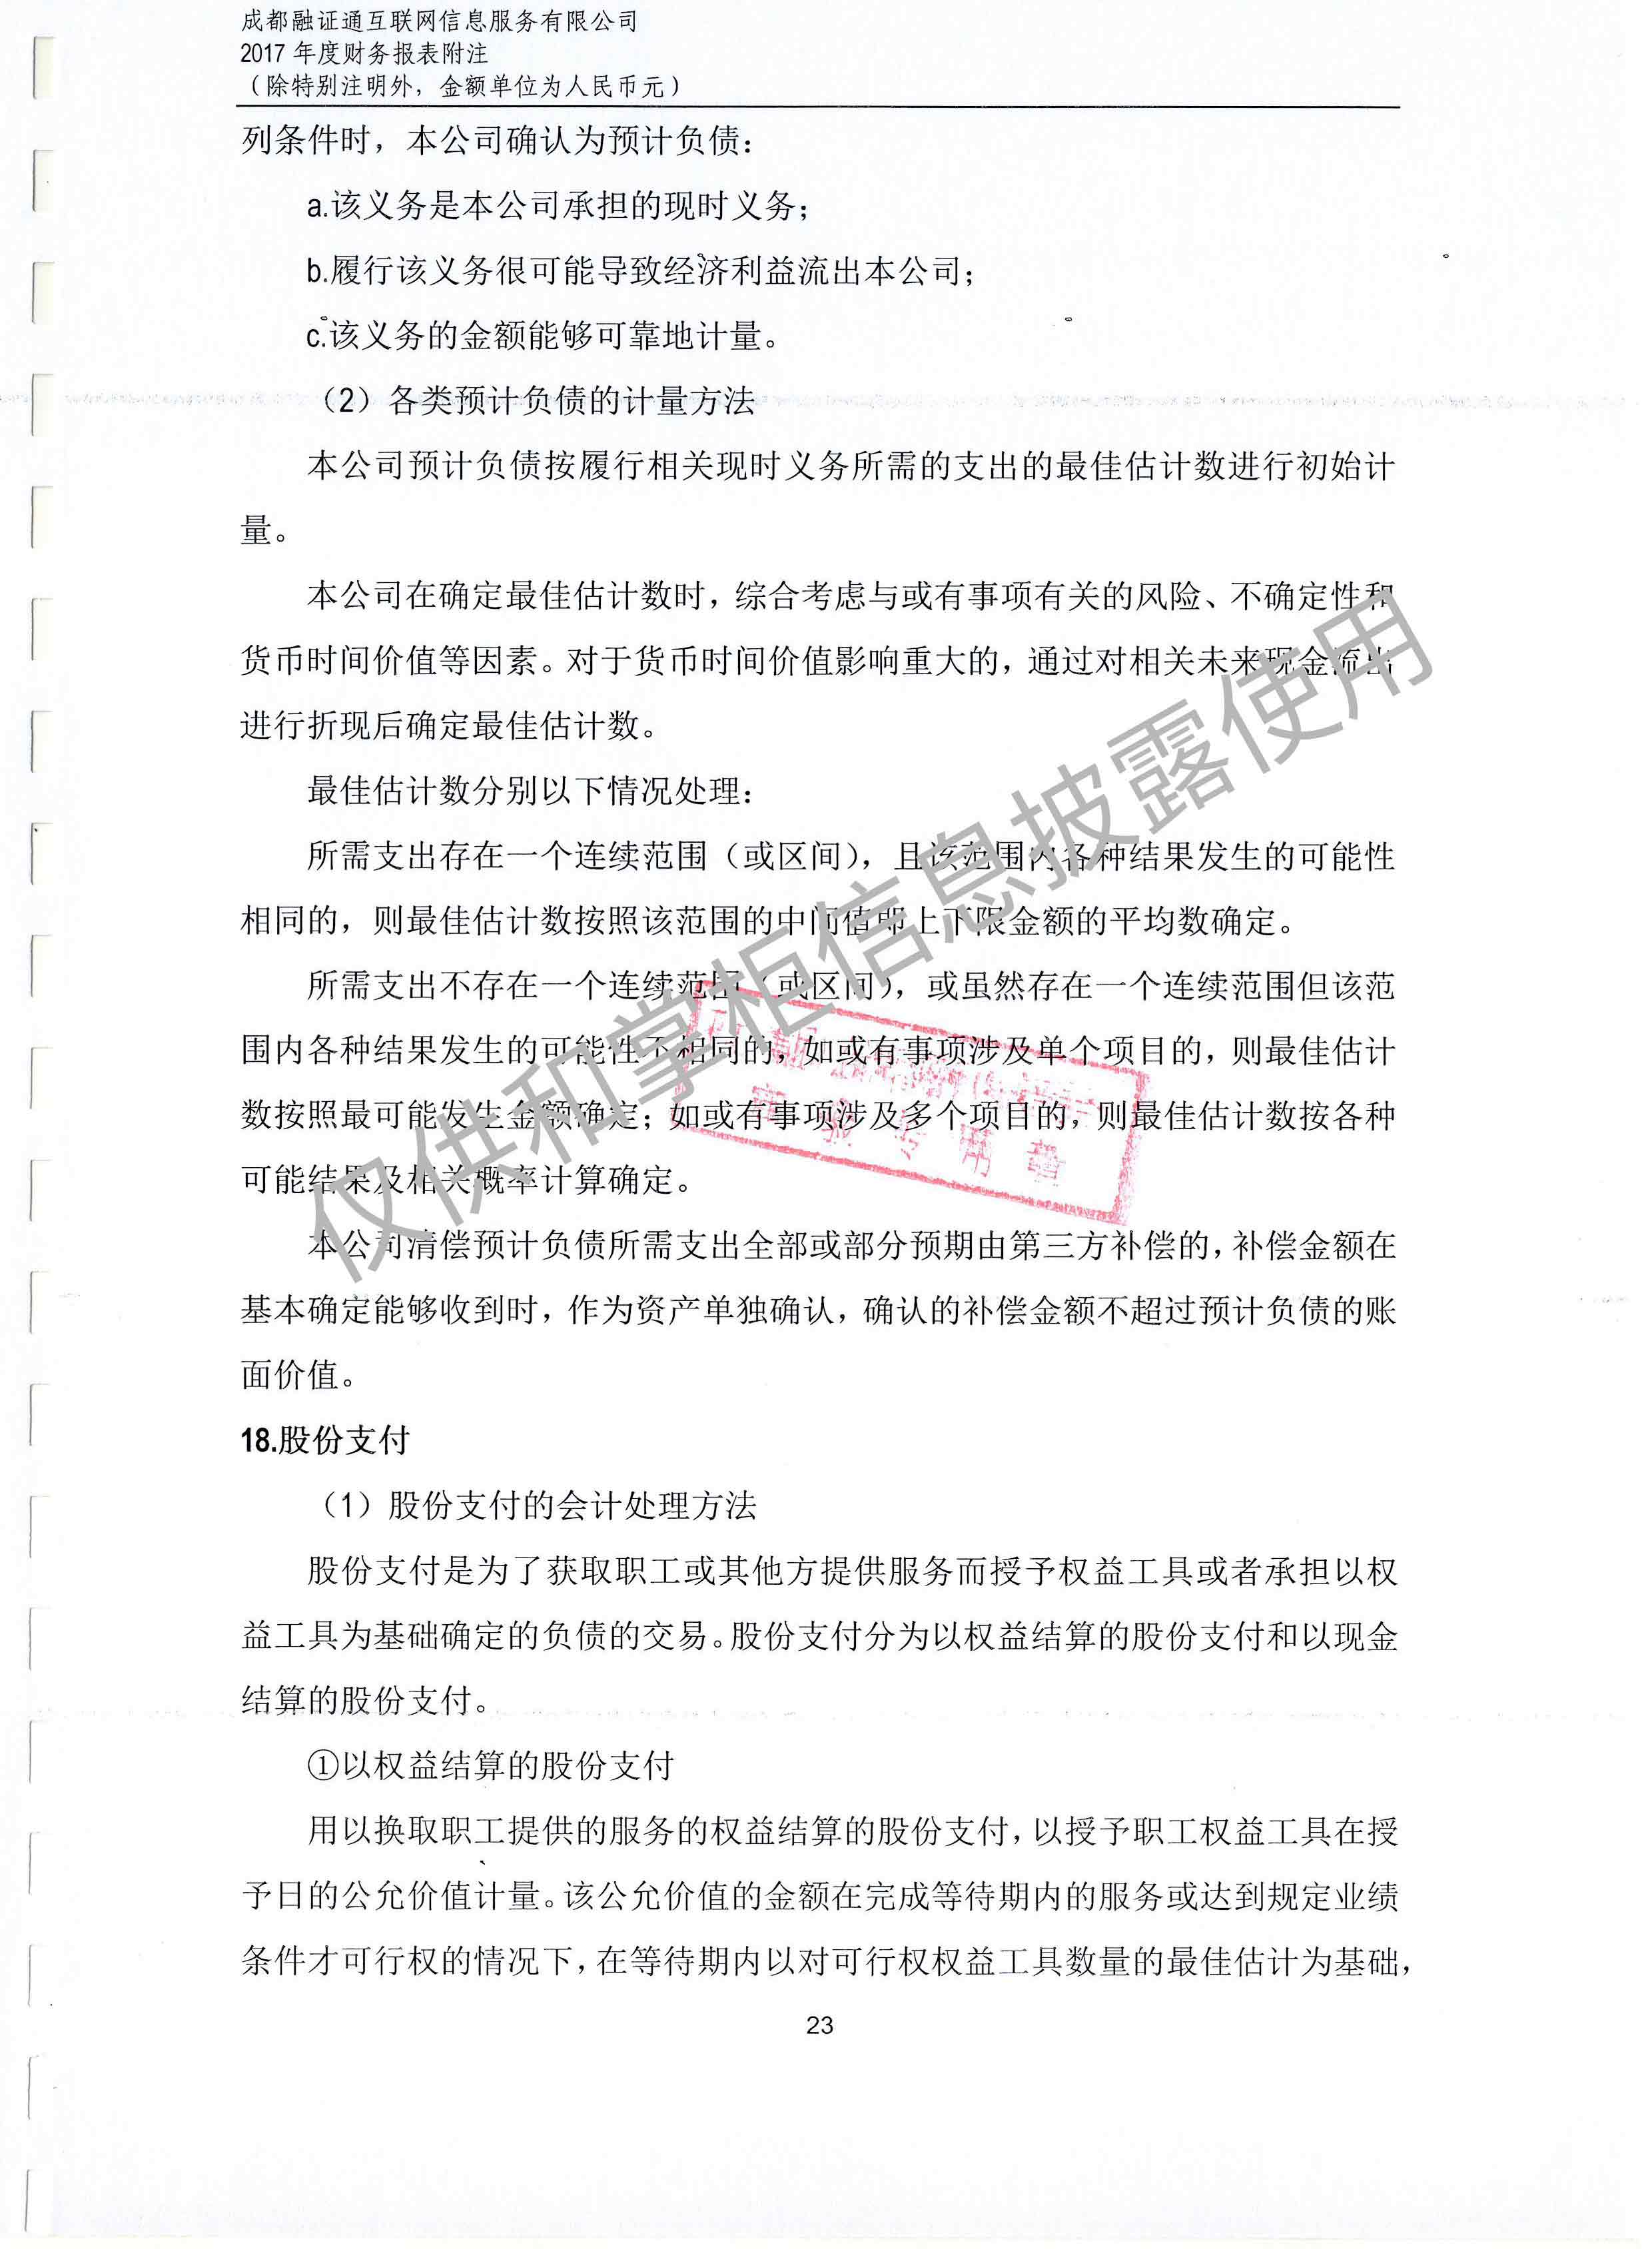 成都融证通互联网信息服务有限公司
2017 年度财务报表附注
（除特别注明外，金额单位为人民币元）
列条件时，本公司确认为预计负债：
a.该义务是本公司承担的现时义务；
b.履行该义务很可能导致经济利益流出本公司；
c.该义务的金额能够可靠地计量。
（2）各类预计负债的计量方法
本公司预计负债按履行相关现时义务所需的支出的最佳估计数进行初始计
量。
本公司在确定最佳估计数时，综合考虑与或有事项有关的风险、不确定性和
货币时间价值等因素。对于货币时间价值影响重大的，通过对相关未来现金流出
进行折现后确定最佳估计数。
最佳估计数分别以下情况处理：
所需支出存在一个连续范围（或区间），且该范围内各种结果发生的可能性
相同的，则最佳估计数按照该范围的中间值即上下限金额的平均数确定。
所需支出不存在一个连续范围（或区间），或虽然存在一个连续范围但该范
围内各种结果发生的可能性不相同的，如或有事项涉及单个项目的，则最佳估计
数按照最可能发生金额确定；如或有事项涉及多个项目的，则最佳估计数按各种
可能结果及相关概率计算确定。
本公司清偿预计负债所需支出全部或部分预期由第三方补偿的，补偿金额在
基本确定能够收到时，作为资产单独确认，确认的补偿金额不超过预计负债的账
面价值。
18.股份支付
（1）股份支付的会计处理方法
股份支付是为了获取职工或其他方提供服务而授予权益工具或者承担以权
益工具为基础确定的负债的交易。股份支付分为以权益结算的股份支付和以现金
结算的股份支付。
①以权益结算的股份支付
用以换取职工提供的服务的权益结算的股份支付，以授予职工权益工具在授
予日的公允价值计量。该公允价值的金额在完成等待期内的服务或达到规定业绩
条件才可行权的情况下，在等待期内以对可行权权益工具数量的最佳估计为基础，
23
仅供和掌柜信息披露使用